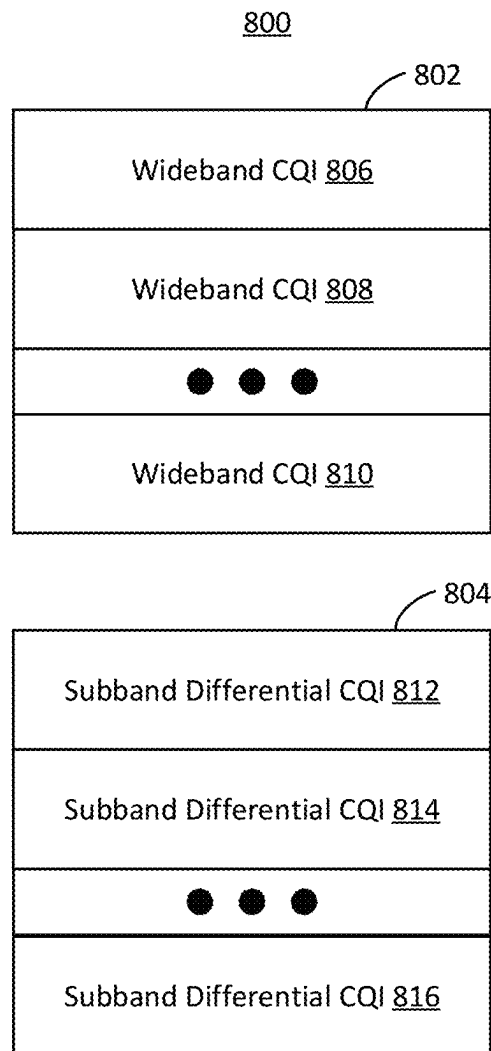 800
802
Wideband CQI 806
Wideband CQI 808
Wideband CQI 810
804
Subband Differential CQI 812
Subband Differential CQI 814
Subband Differential CQI 816